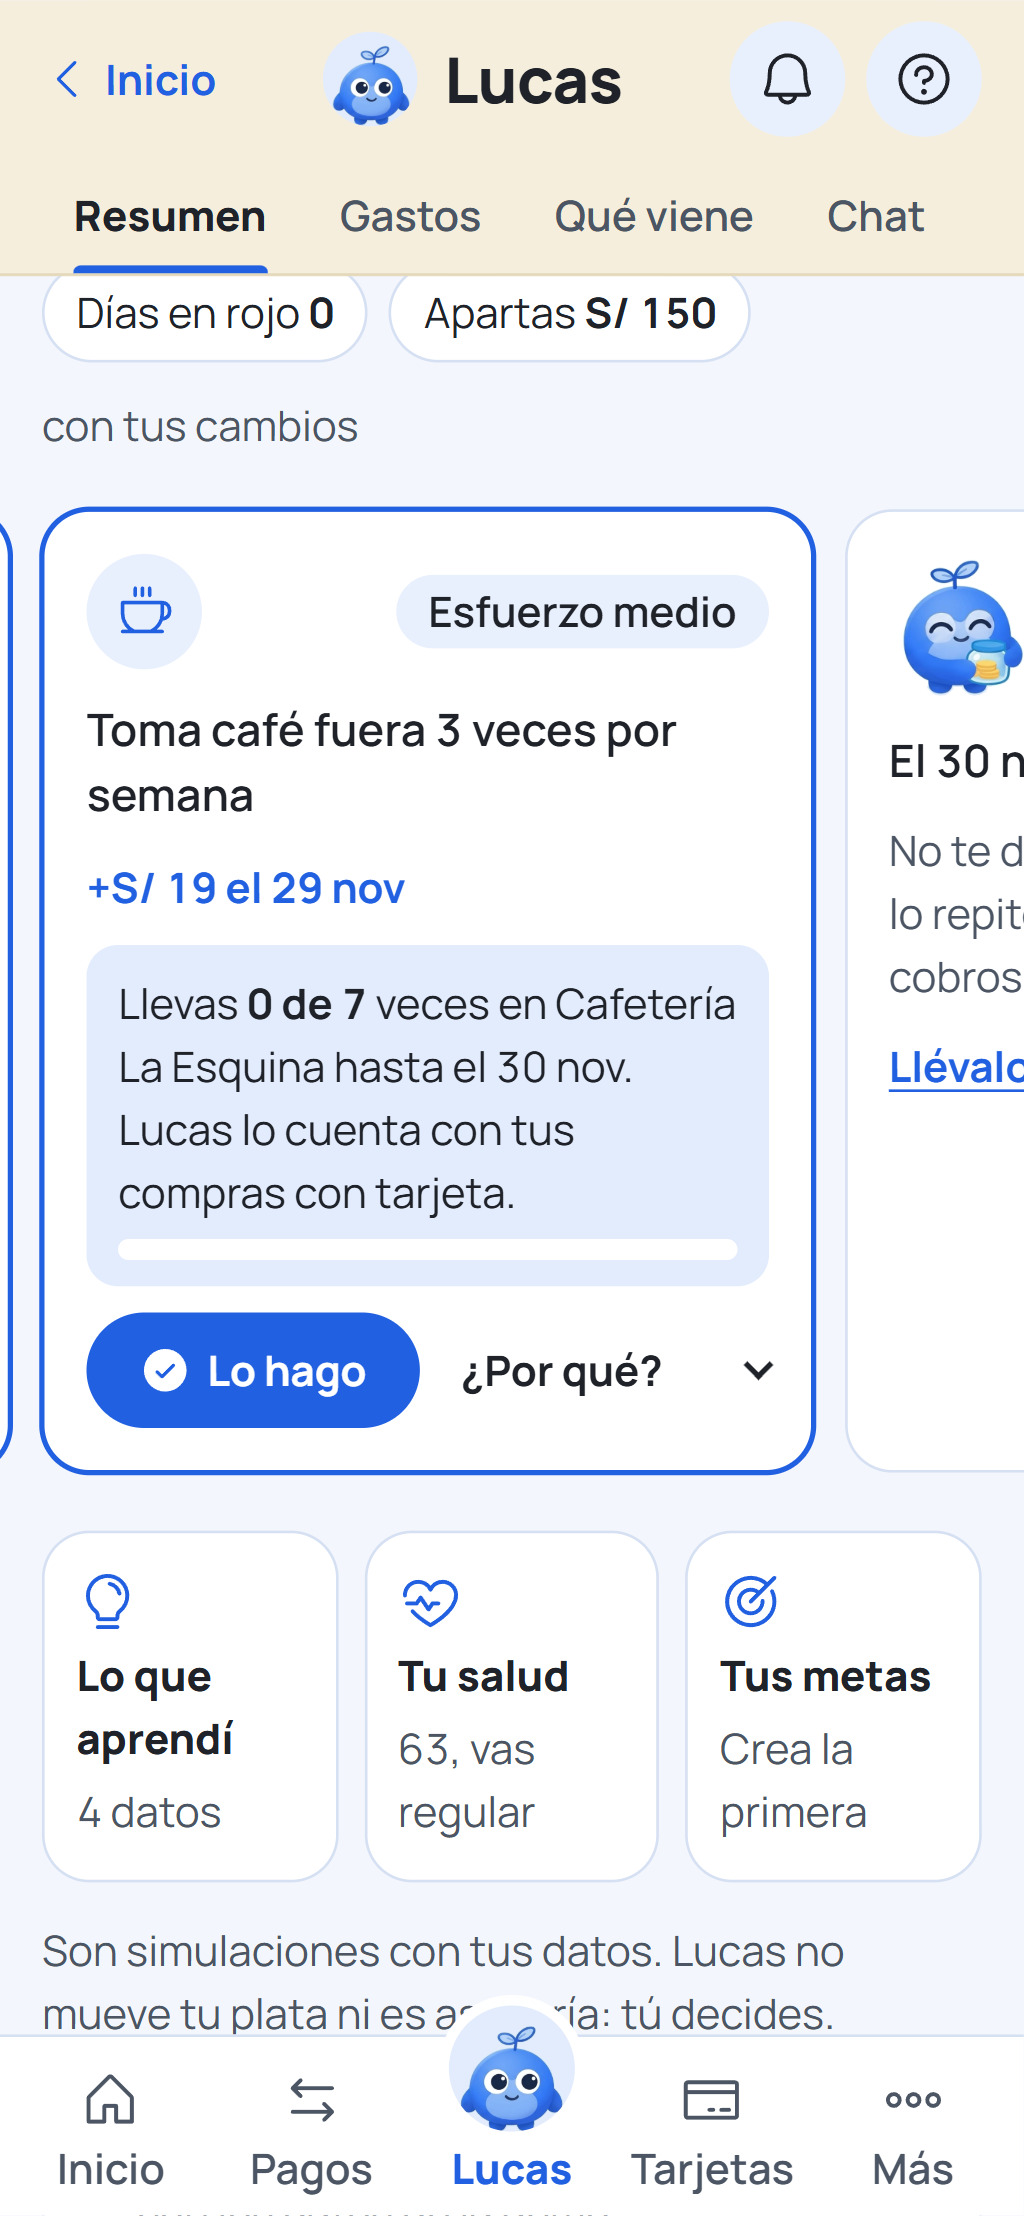 Inicio
Lucas
Resumen
Gastos
Qué viene
Chat
Días en rojo 0
Apartas S/ 150
con tus cambios
Esfuerzo medio
Toma café fuera 3 veces por
semana
+S/ 19 el 29 nov
Llevas 0 de 7 veces en Cafetería
La Esquina hasta el 30 nov.
Lucas lo cuenta con tus
compras con tarjeta.
Lo hago
¿Por qué?
El 30 n
No te d
lo repit
cobros
Llévalo
Lo que
aprendí
4 datos
Tu salud
63, vas
regular
Tus metas
Crea la
primera
Son simulaciones con tus datos. Lucas no
mueve tu plata ni es as ría: tú decides.
Inicio
Pagos
Lucas
Tarjetas
Más